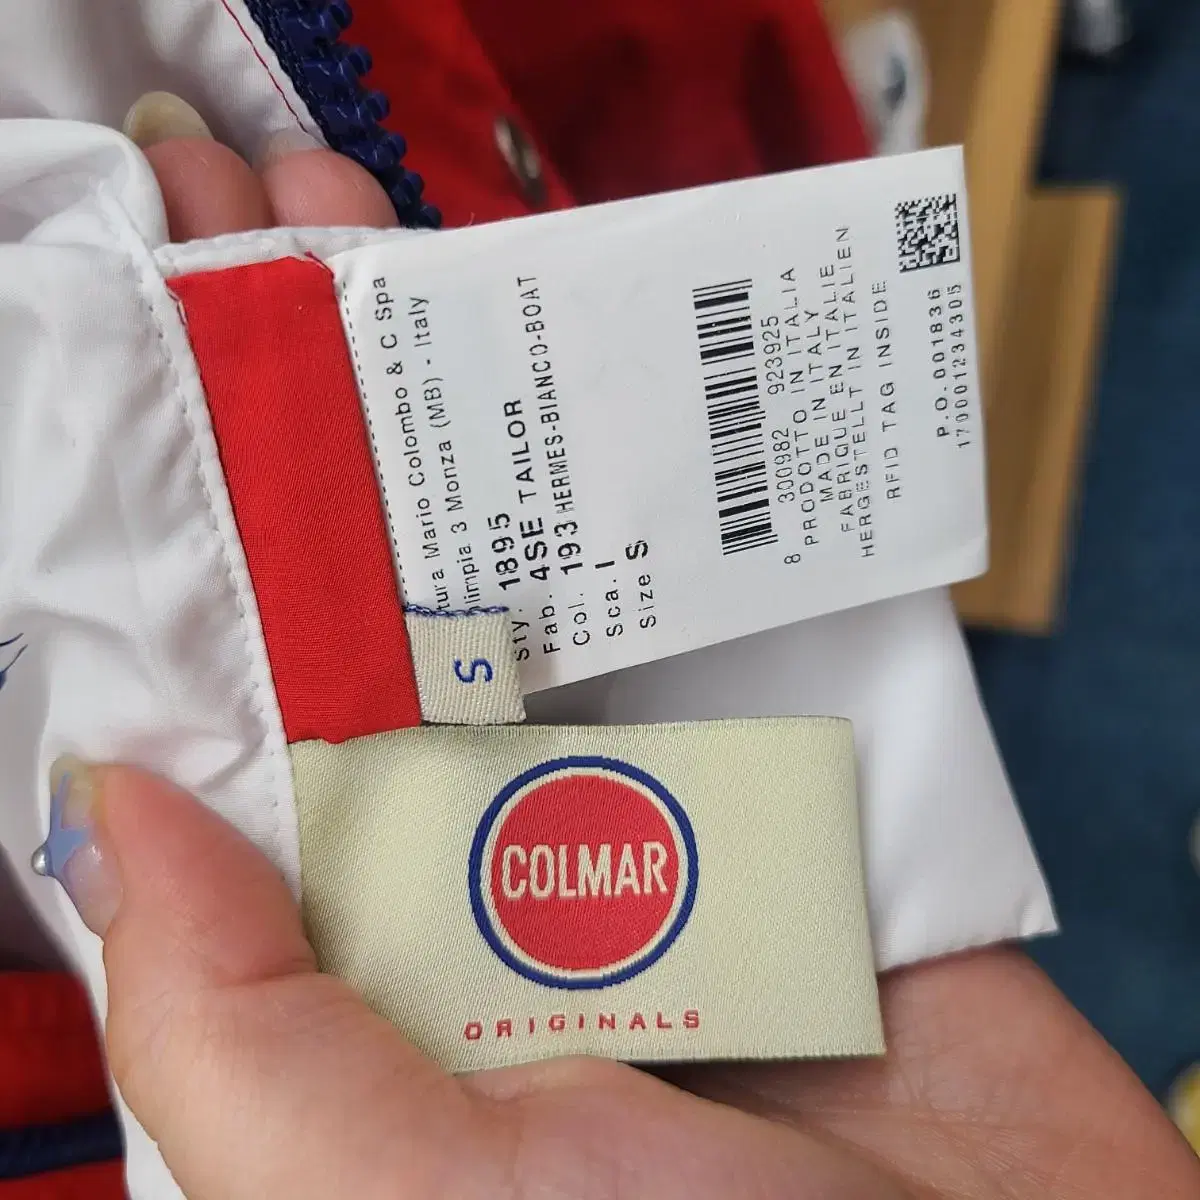 tura Mario Colombo & C Spa
limpia 3 Monza (MB) - Italy
Sty. 1895
Fab. 4SE TAILOR
Col. 193 HERMES-BIANCO-BOAT
Sca. I
Size S
8 300982 923925
PRODOTTO IN ITALIA
MADE IN ITALY
FABRIQUE EN ITALIE
HERGESTELLT IN ITALIEN
RFID TAG INSIDE
P.O. 001836
170001234305
S
COLMAR
ORIGINALS